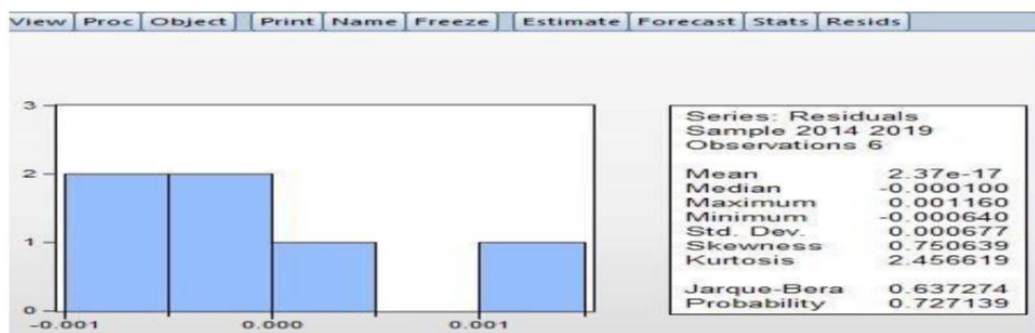 View Proc Object Print Name Freeze Estimate Forecast Stats Resids
3
2
1
0
-0.001 0.000 0.001
Series: Residuals
Sample 2014 2019
Observations 6
Mean 2.37e-17
Median -0.000100
Maximum 0.001160
Minimum -0.000640
Std. Dev. 0.000677
Skewness 0.750639
Kurtosis 2.456619
Jarque-Bera 0.637274
Probability 0.727139